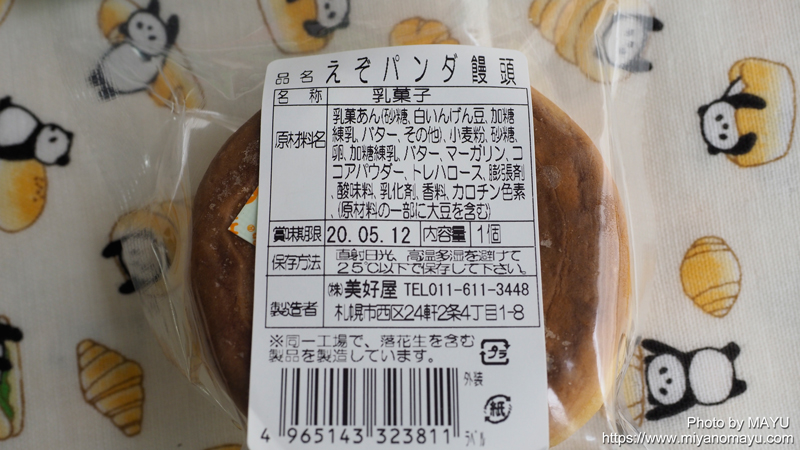 品名 えぞパンダ饅頭
名称 乳菓子
原材料名 乳菓あん(砂糖、白いんげん豆、加糖
練乳、バター、その他)、小麦粉、砂糖、
卵、加糖練乳、バター、マーガリン、コ
コアパウダー、トレハロース、膨張剤
、酸味料、乳化剤、香料、カロチン色素
、(原材料の一部に大豆を含む)
賞味期限 20.05.12 内容量 1個
保存方法 直射日光、高温多湿を避けて
25℃以下で保存して下さい。
製造者 ㈱美好屋 TEL011-611-3448
札幌市西区24軒2条4丁目1-8
※同一工場で、落花生を含む
製品を製造しています。
プラ
外装
紙
ラベル
4 965143 323811
Photo by MAYU
https://www.miyanomayu.com/